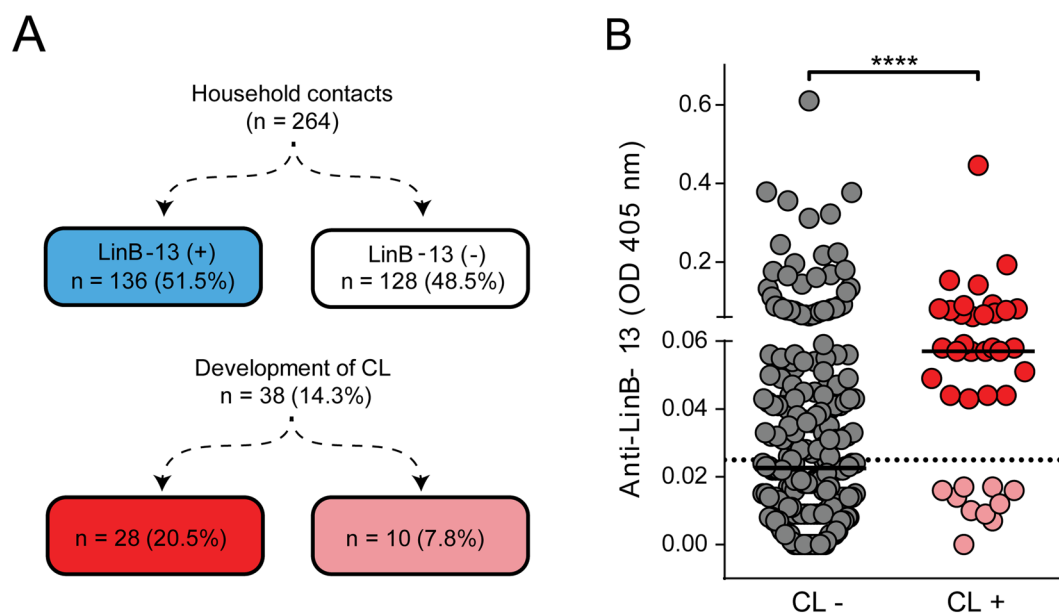 A
Household contacts
(n = 264)
LinB-13 (+)
n = 136 (51.5%)
LinB-13 (-)
n = 128 (48.5%)
Development of CL
n = 38 (14.3%)
n = 28 (20.5%)
n = 10 (7.8%)
B
****
Anti-LinB- 13 (OD 405 nm)
0.6
0.4
0.2
0.06
0.04
0.02
0.00
CL -
CL +